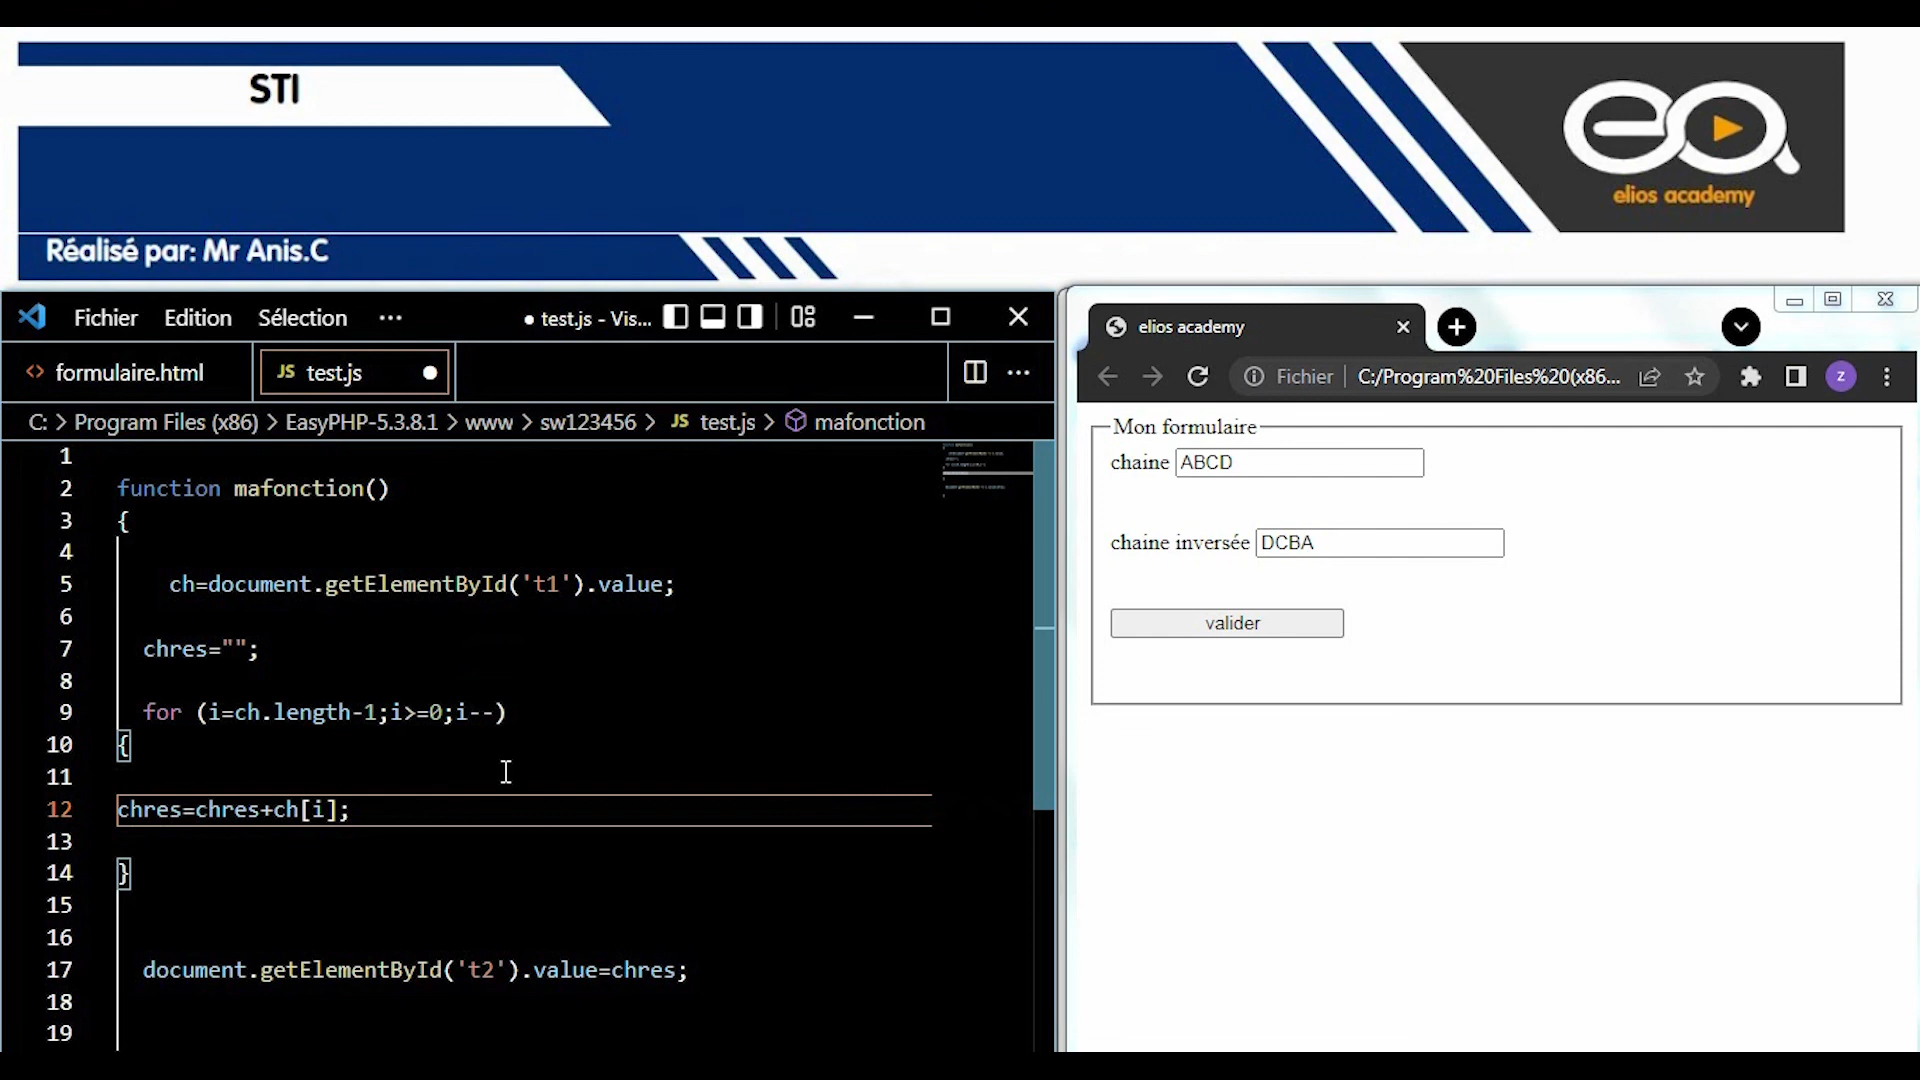 STI
elios academy
Réalisé par: Mr Anis.C
Fichier Edition Sélection ··· ● test.js - Vis...
<> formulaire.html JS test.js ●
C: > Program Files (x86) > EasyPHP-5.3.8.1 > www > sw123456 > JS test.js > mafonction
1
2 function mafonction()
3 {
4
5 ch=document.getElementById('t1').value;
6
7 chres="";
8
9 for (i=ch.length-1;i>=0;i--)
10 {
11
12 chres=chres+ch[i];
13
14 }
15
16
17 document.getElementById('t2').value=chres;
18
19
elios academy
Fichier C:/Program%20Files%20(x86... z
Mon formulaire
chaine ABCD
chaine inversée DCBA
valider